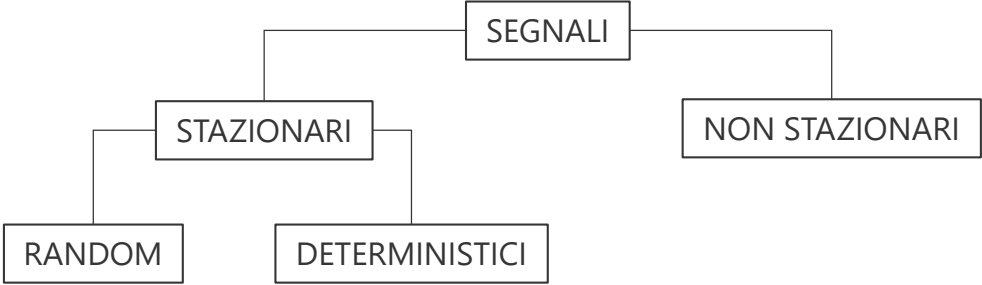 SEGNALI
STAZIONARI
NON STAZIONARI
RANDOM
DETERMINISTICI